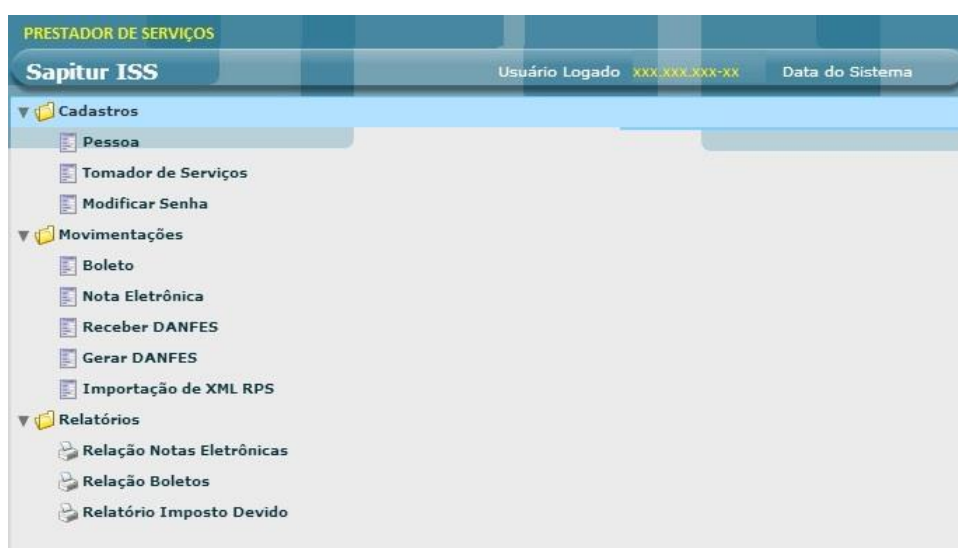 PRESTADOR DE SERVIÇOS
Sapitur ISS Usuário Logado xxx.xxx.xxx-xx Data do Sistema
Cadastros
Pessoa
Tomador de Serviços
Modificar Senha
Movimentações
Boleto
Nota Eletrônica
Receber DANFES
Gerar DANFES
Importação de XML RPS
Relatórios
Relação Notas Eletrônicas
Relação Boletos
Relatório Imposto Devido